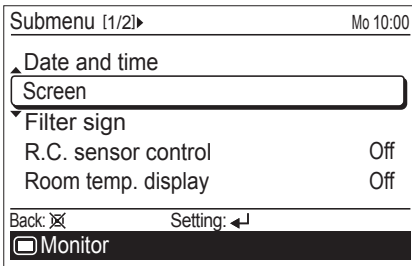 Submenu [1/2] Mo 10:00
Date and time
Screen
Filter sign
R.C. sensor control Off
Room temp. display Off
Back: Setting:
Monitor